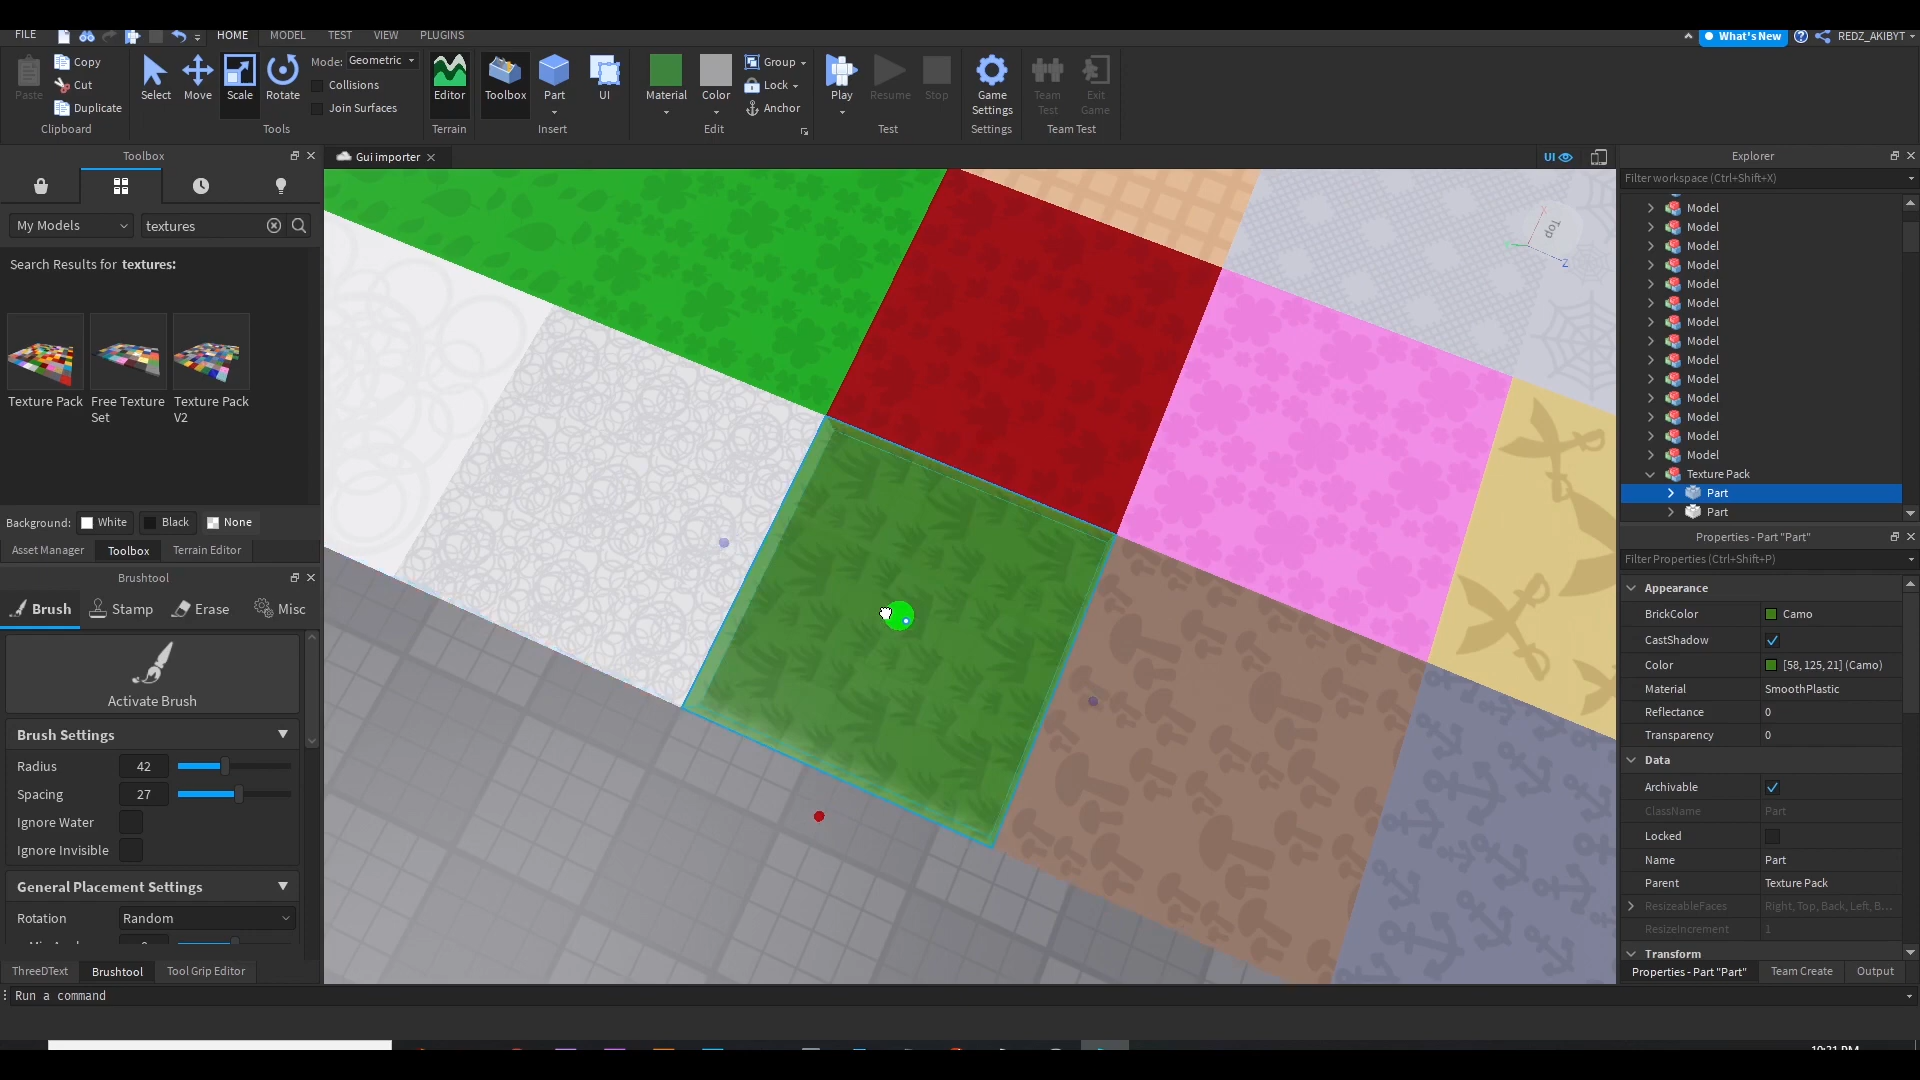 FILE HOME MODEL TEST VIEW PLUGINS What's New REDZ_AKIBYT
Paste Copy Cut Duplicate
Clipboard
Select Move Scale Rotate Mode: Geometric Collisions Join Surfaces
Tools
Editor
Terrain
Toolbox Part UI
Insert
Material Color Group Lock Anchor
Edit
Play Resume Stop
Test
Game Settings
Settings
Team Test Exit Game
Team Test
Toolbox
My Models textures
Search Results for textures:
Texture Pack Free Texture Set Texture Pack V2
Background: White Black None
Asset Manager Toolbox Terrain Editor
Brushtool
Brush Stamp Erase Misc
Activate Brush
Brush Settings
Radius 42
Spacing 27
Ignore Water
Ignore Invisible
General Placement Settings
Rotation Random
ThreeDText Brushtool Tool Grip Editor
Run a command
Gui importer UI
Top
Z
Explorer
Filter workspace (Ctrl+Shift+X)
Model
Model
Model
Model
Model
Model
Model
Model
Model
Model
Model
Model
Model
Model
Texture Pack
Part
Part
Properties - Part "Part"
Filter Properties (Ctrl+Shift+P)
Appearance
BrickColor Camo
CastShadow
Color [58, 125, 21] (Camo)
Material SmoothPlastic
Reflectance 0
Transparency 0
Data
Archivable
ClassName Part
Locked
Name Part
Parent Texture Pack
ResizeableFaces Right, Top, Back, Left, B...
ResizeIncrement 1
Transform
Properties - Part "Part" Team Create Output